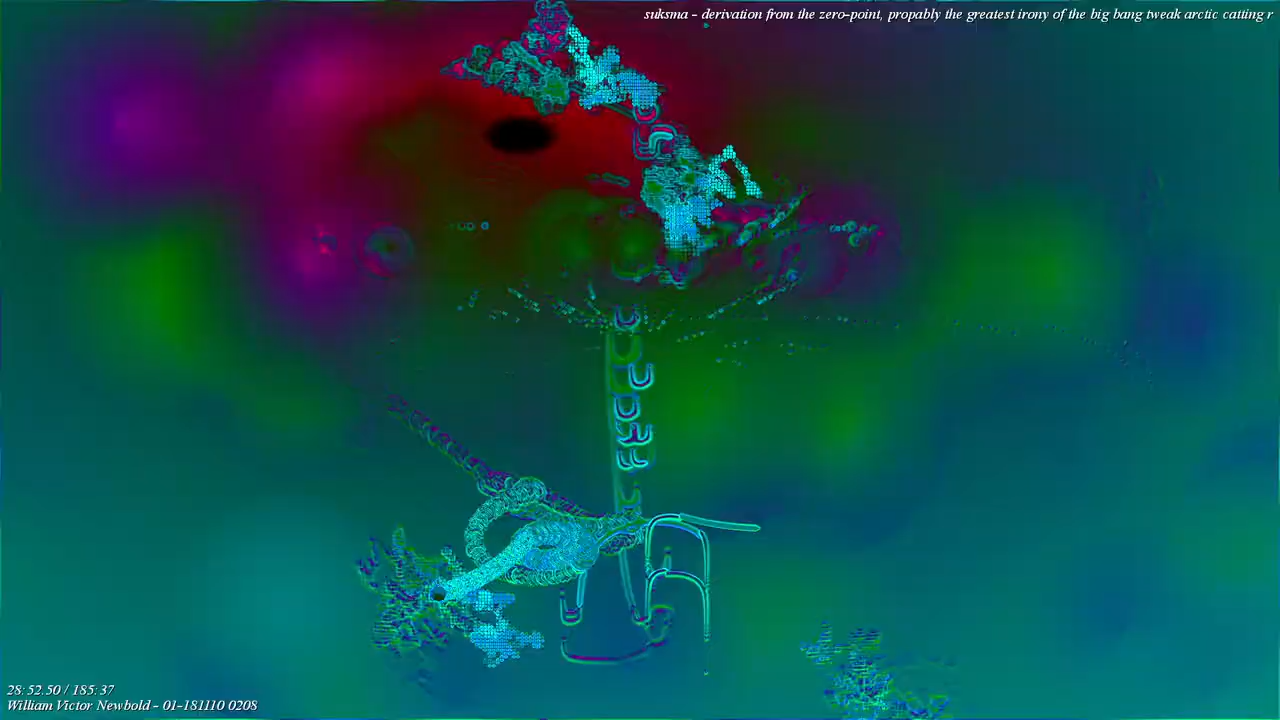 suksma - derivation from the zero-point, propably the greatest irony of the big bang tweak arctic catting r
28:52.50 / 185:37
William Victor Newbold - 01-181110 0208